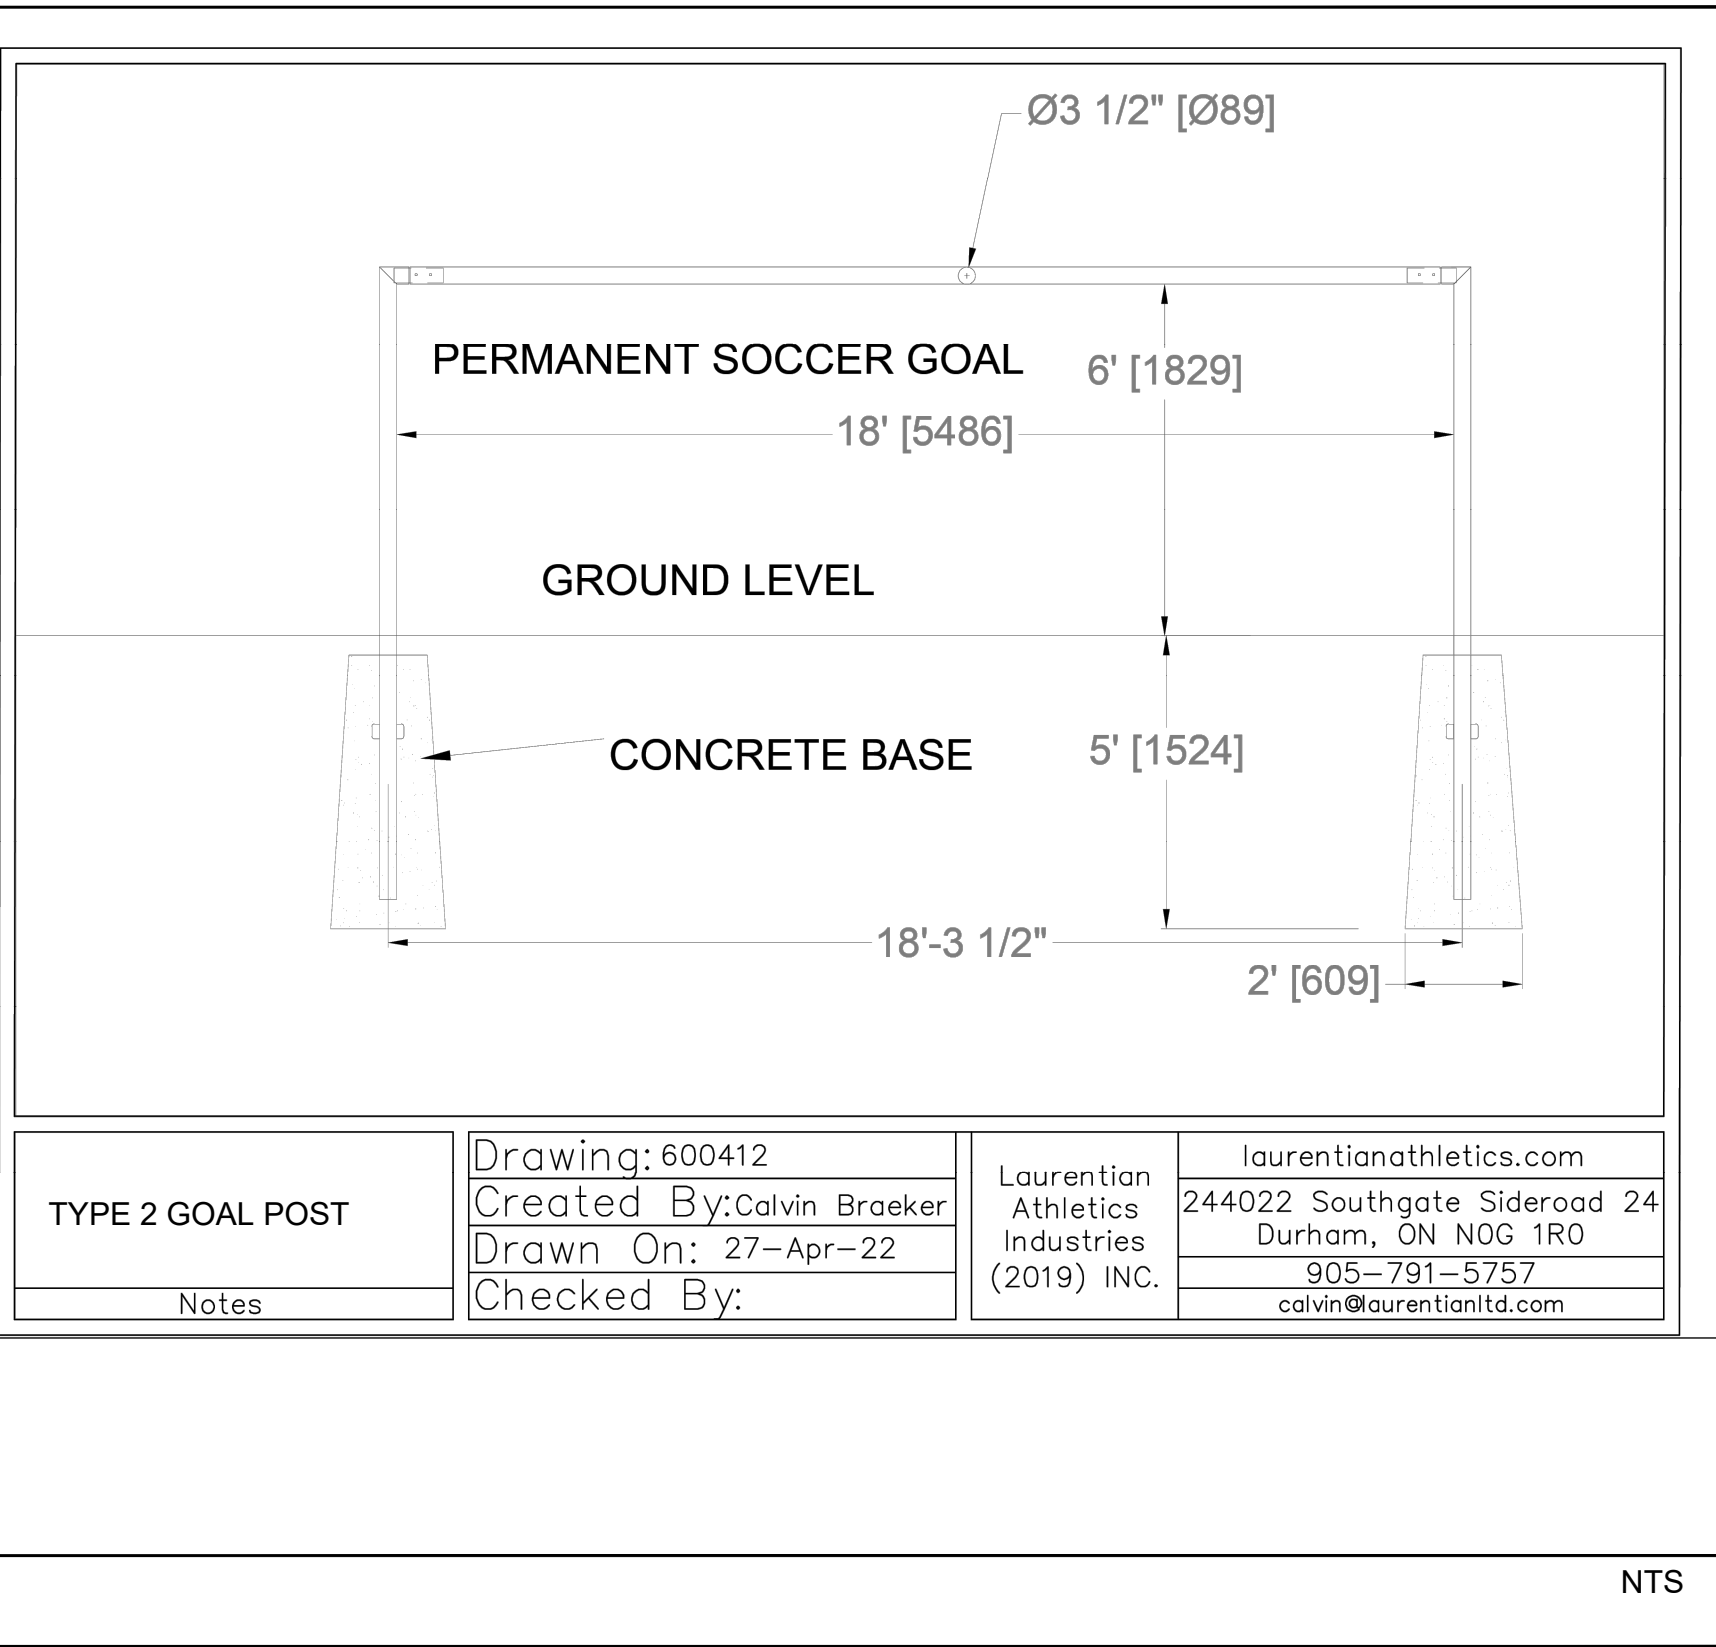 Ø3 1/2" [Ø89]
PERMANENT SOCCER GOAL
6' [1829]
18' [5486]
GROUND LEVEL
CONCRETE BASE
5' [1524]
18'-3 1/2"
2' [609]
TYPE 2 GOAL POST
Notes
Drawing: 600412
Created By: Calvin Braeker
Drawn On: 27-Apr-22
Checked By:
Laurentian
Athletics
Industries
(2019) INC.
laurentianathletics.com
244022 Southgate Sideroad 24
Durham, ON N0G 1R0
905-791-5757
calvin@laurentianltd.com
NTS